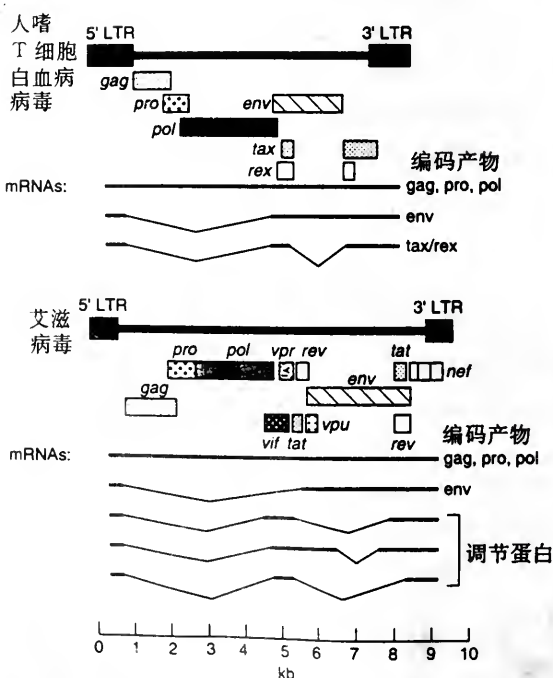 人嗜
T 细胞
白血病
病毒
5' LTR 3' LTR
gag
pro env
pol
tax
rex
编码产物
mRNAs: gag, pro, pol
env
tax/rex
艾滋
病毒
5' LTR 3' LTR
pro pol vpr rev tat
gag env nef
vif tat vpu rev
编码产物
mRNAs: gag, pro, pol
env
调节蛋白
0 1 2 3 4 5 6 7 8 9 10
kb